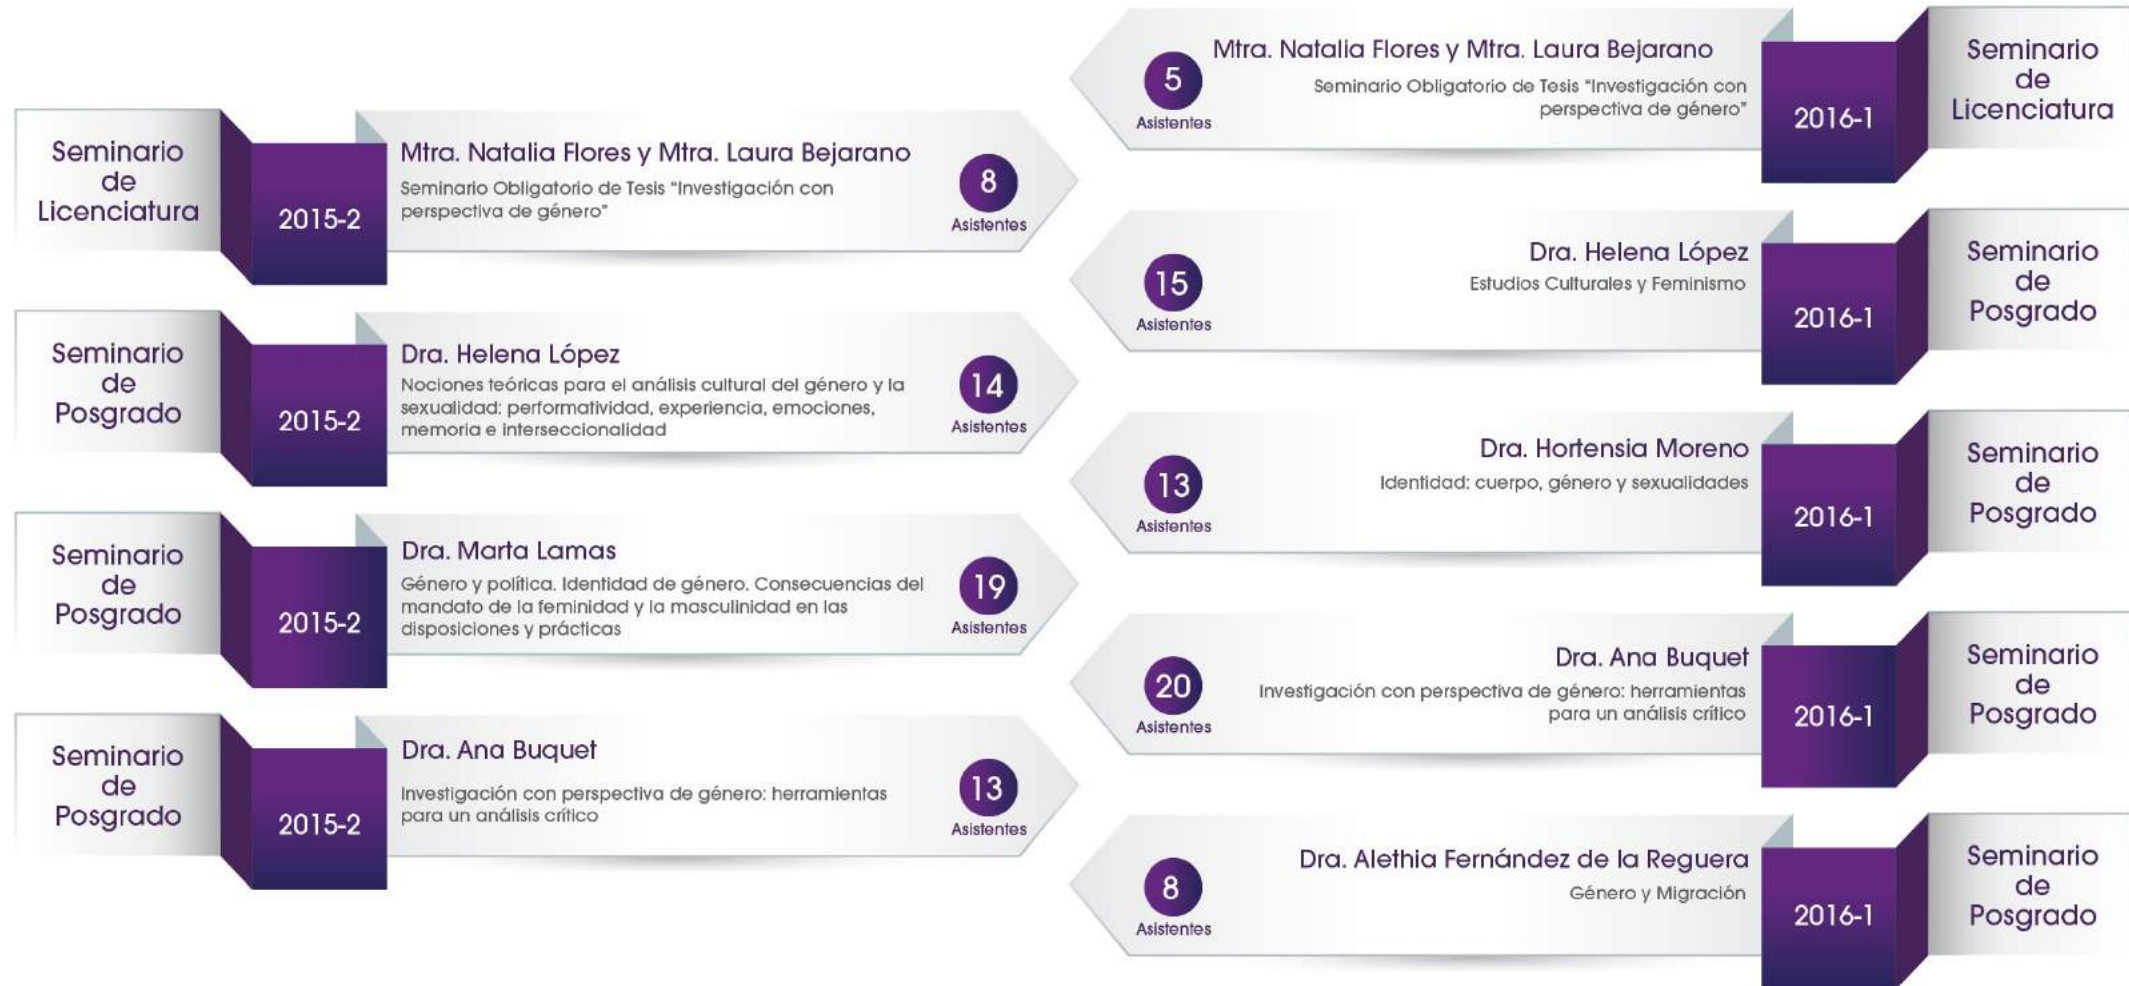 Seminario
de
Licenciatura
2015-2
Mtra. Natalia Flores y Mtra. Laura Bejarano
Seminario Obligatorio de Tesis "Investigación con
perspectiva de género"
8
Asistentes
Seminario
de
Posgrado
2015-2
Dra. Helena López
Nociones teóricas para el análisis cultural del género y la
sexualidad: performatividad, experiencia, emociones,
memoria e interseccionalidad
14
Asistentes
Seminario
de
Posgrado
2015-2
Dra. Marta Lamas
Género y política. Identidad de género. Consecuencias del
mandato de la feminidad y la masculinidad en las
disposiciones y prácticas
19
Asistentes
Seminario
de
Posgrado
2015-2
Dra. Ana Buquet
Investigación con perspectiva de género: herramientas
para un análisis crítico
13
Asistentes
5
Asistentes
Mtra. Natalia Flores y Mtra. Laura Bejarano
Seminario Obligatorio de Tesis "Investigación con
perspectiva de género"
2016-1
Seminario
de
Licenciatura
15
Asistentes
Dra. Helena López
Estudios Culturales y Feminismo
2016-1
Seminario
de
Posgrado
13
Asistentes
Dra. Hortensia Moreno
Identidad: cuerpo, género y sexualidades
2016-1
Seminario
de
Posgrado
20
Asistentes
Dra. Ana Buquet
Investigación con perspectiva de género: herramientas
para un análisis crítico
2016-1
Seminario
de
Posgrado
8
Asistentes
Dra. Alethia Fernández de la Reguera
Género y Migración
2016-1
Seminario
de
Posgrado